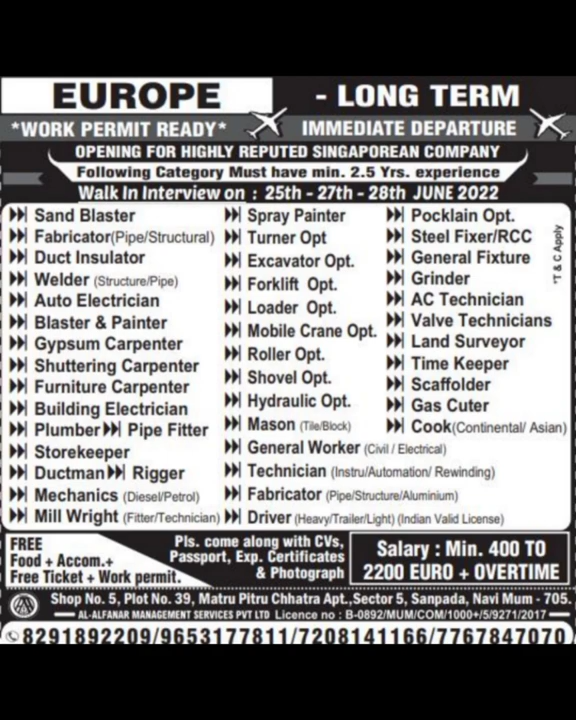 EUROPE - LONG TERM
*WORK PERMIT READY* IMMEDIATE DEPARTURE
OPENING FOR HIGHLY REPUTED SINGAPOREAN COMPANY
Following Category Must have min. 2.5 Yrs. experience
Walk In Interview on : 25th - 27th - 28th JUNE 2022
Sand Blaster
Fabricator(Pipe/Structural)
Duct Insulator
Welder (Structure/Pipe)
Auto Electrician
Blaster & Painter
Gypsum Carpenter
Shuttering Carpenter
Furniture Carpenter
Building Electrician
Plumber Pipe Fitter
Storekeeper
Ductman Rigger
Mechanics (Diesel/Petrol)
Mill Wright (Fitter/Technician)
Spray Painter
Turner Opt
Excavator Opt.
Forklift Opt.
Loader Opt.
Mobile Crane Opt.
Roller Opt.
Shovel Opt.
Hydraulic Opt.
Mason (Tile/Block)
General Worker (Civil / Electrical)
Technician (Instru/Automation/ Rewinding)
Fabricator (Pipe/Structure/Aluminium)
Driver (Heavy/Trailer/Light) (Indian Valid License)
Pocklain Opt.
Steel Fixer/RCC
General Fixture
Grinder
AC Technician
Valve Technicians
Land Surveyor
Time Keeper
Scaffolder
Gas Cuter
Cook(Continental/ Asian)
*T & C Apply
FREE
Food + Accom.+
Free Ticket + Work permit.
Pls. come along with CVs,
Passport, Exp. Certificates
& Photograph
Salary : Min. 400 TO
2200 EURO + OVERTIME
Shop No. 5, Plot No. 39, Matru Pitru Chhatra Apt.,Sector 5, Sanpada, Navi Mum - 705.
AL-ALFANAR MANAGEMENT SERVICES PVT LTD Licence no : B-0892/MUM/COM/1000+/5/9271/2017
8291892209/9653177811/7208141166/7767847070